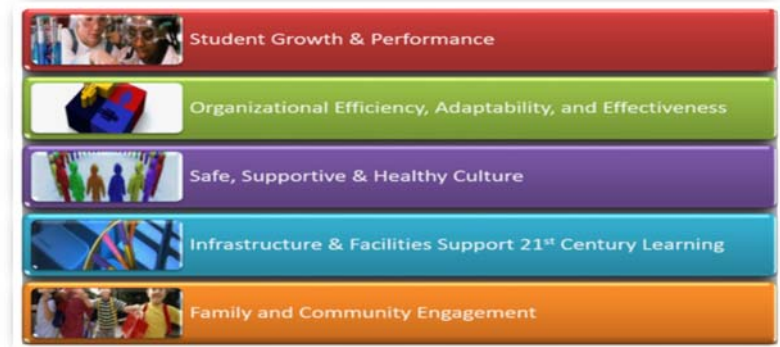 Student Growth & Performance
Organizational Efficiency, Adaptability, and Effectiveness
Safe, Supportive & Healthy Culture
Infrastructure & Facilities Support 21st Century Learning
Family and Community Engagement